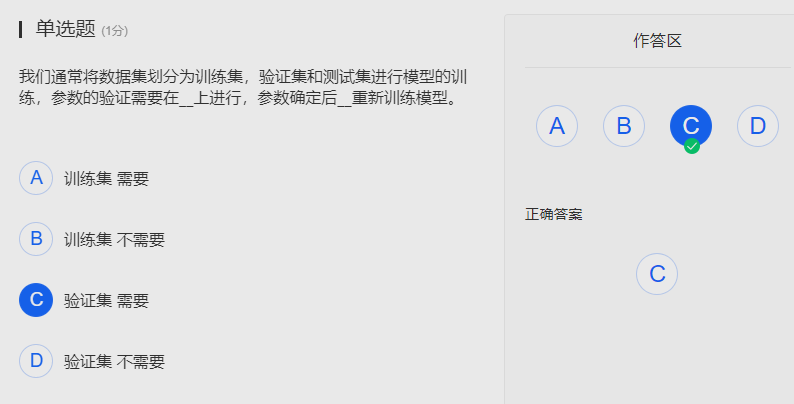 单选题 (1分)
我们通常将数据集划分为训练集，验证集和测试集进行模型的训
练，参数的验证需要在__上进行，参数确定后__重新训练模型。
A 训练集 需要
B 训练集 不需要
C 验证集 需要
D 验证集 不需要
作答区
A B C D
正确答案
C